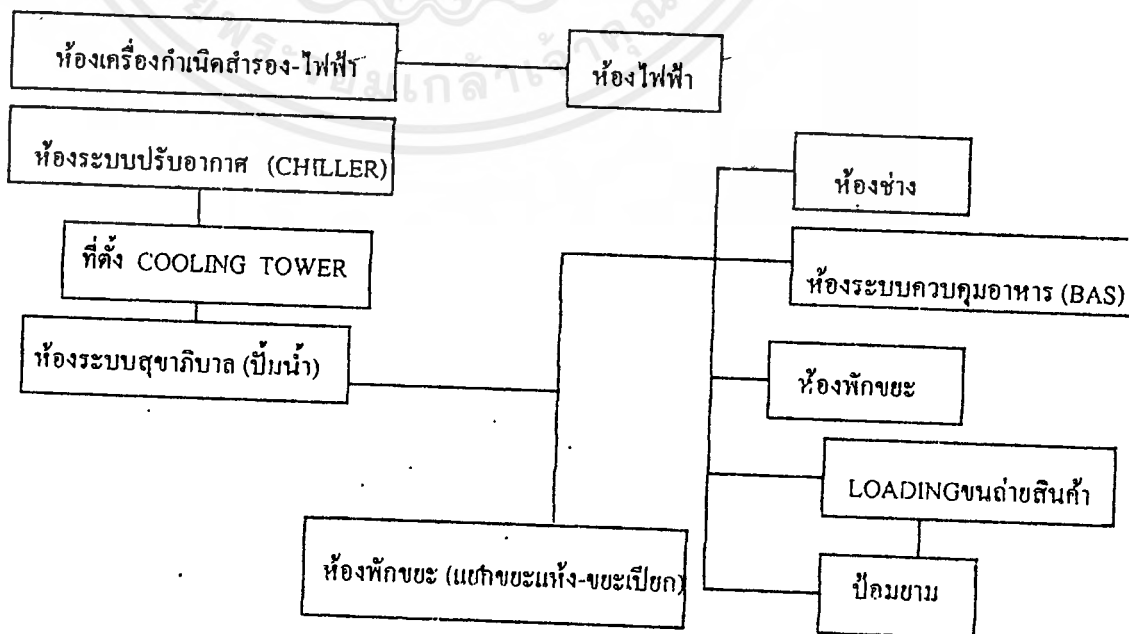 ห้องเครื่องกำเนิดสำรอง-ไฟฟ้า
ห้องไฟฟ้า
ห้องระบบปรับอากาศ (CHILLER)
ห้องช่าง
ที่ตั้ง COOLING TOWER
ห้องระบบควบคุมอาหาร (BAS)
ห้องระบบสุขาภิบาล (ปั้มน้ำ)
ห้องพักขยะ
LOADINGขนถ่ายสินค้า
ห้องพักขยะ (แยกขยะแห้ง-ขยะเปียก)
ป้อมยาม